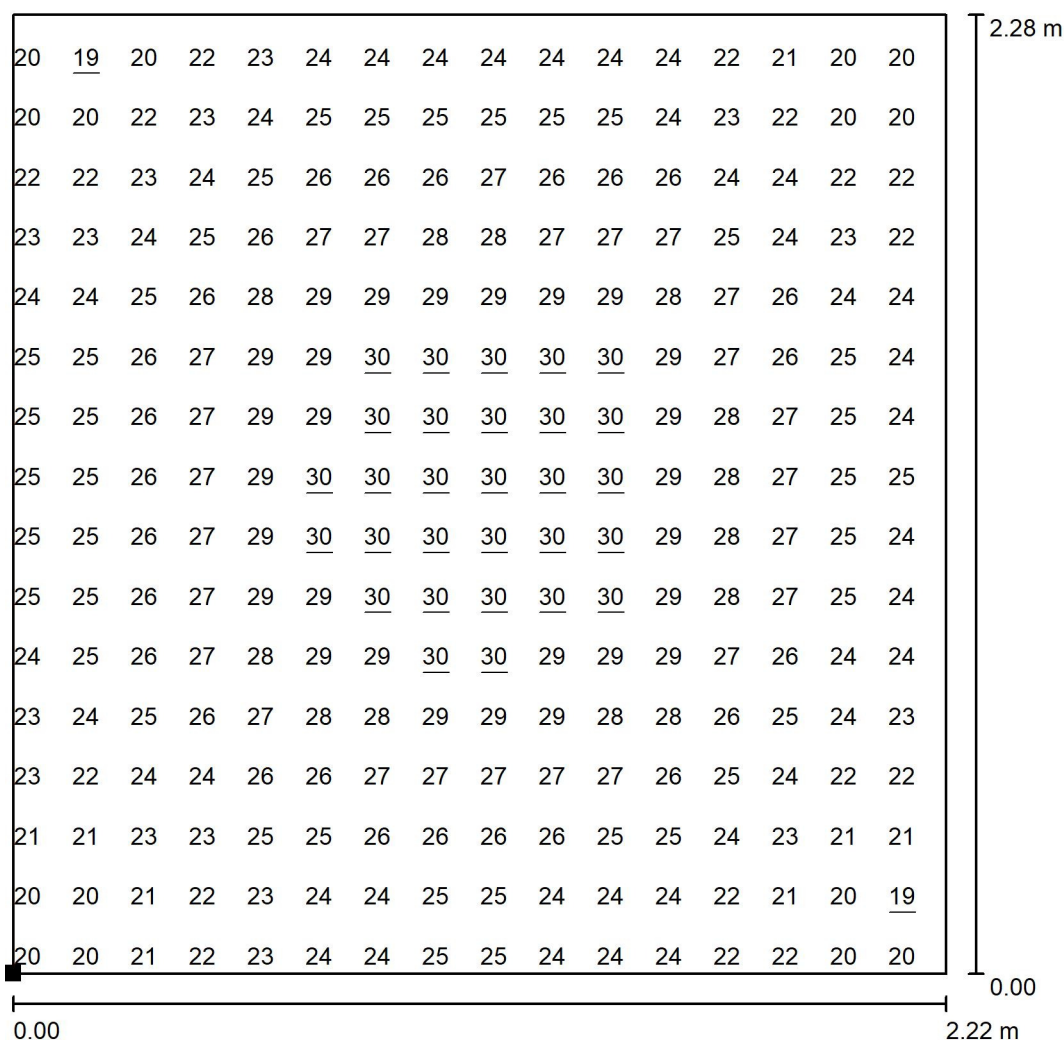 2.28 m
20 19 20 22 23 24 24 24 24 24 24 24 22 21 20 20
20 20 22 23 24 25 25 25 25 25 25 24 23 22 20 20
22 22 23 24 25 26 26 26 27 26 26 26 24 24 22 22
23 23 24 25 26 27 27 28 28 27 27 27 25 24 23 22
24 24 25 26 28 29 29 29 29 29 29 28 27 26 24 24
25 25 26 27 29 29 30 30 30 30 30 29 27 26 25 24
25 25 26 27 29 29 30 30 30 30 30 29 28 27 25 24
25 25 26 27 29 30 30 30 30 30 30 29 28 27 25 25
25 25 26 27 29 30 30 30 30 30 30 29 28 27 25 24
25 25 26 27 29 29 30 30 30 30 30 29 28 27 25 24
24 25 26 27 28 29 29 30 30 29 29 29 27 26 24 24
23 24 25 26 27 28 28 29 29 29 28 28 26 25 24 23
23 22 24 24 26 26 27 27 27 27 27 26 25 24 22 22
21 21 23 23 25 25 26 26 26 26 25 25 24 23 21 21
20 20 21 22 23 24 24 25 25 24 24 24 22 21 20 19
20 20 21 22 23 24 24 25 25 24 24 24 22 22 20 20
0.00
0.00 2.22 m